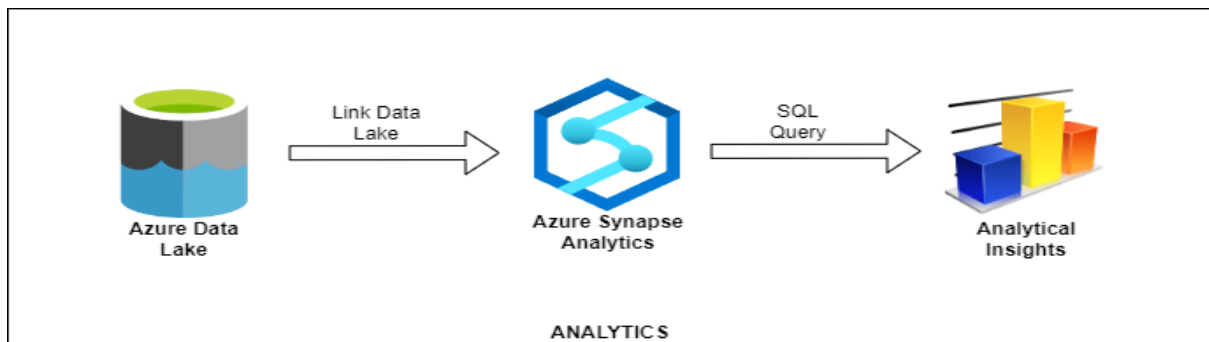 Link Data
Lake
SQL
Query
Azure Data
Lake
Azure Synapse
Analytics
Analytical
Insights
ANALYTICS